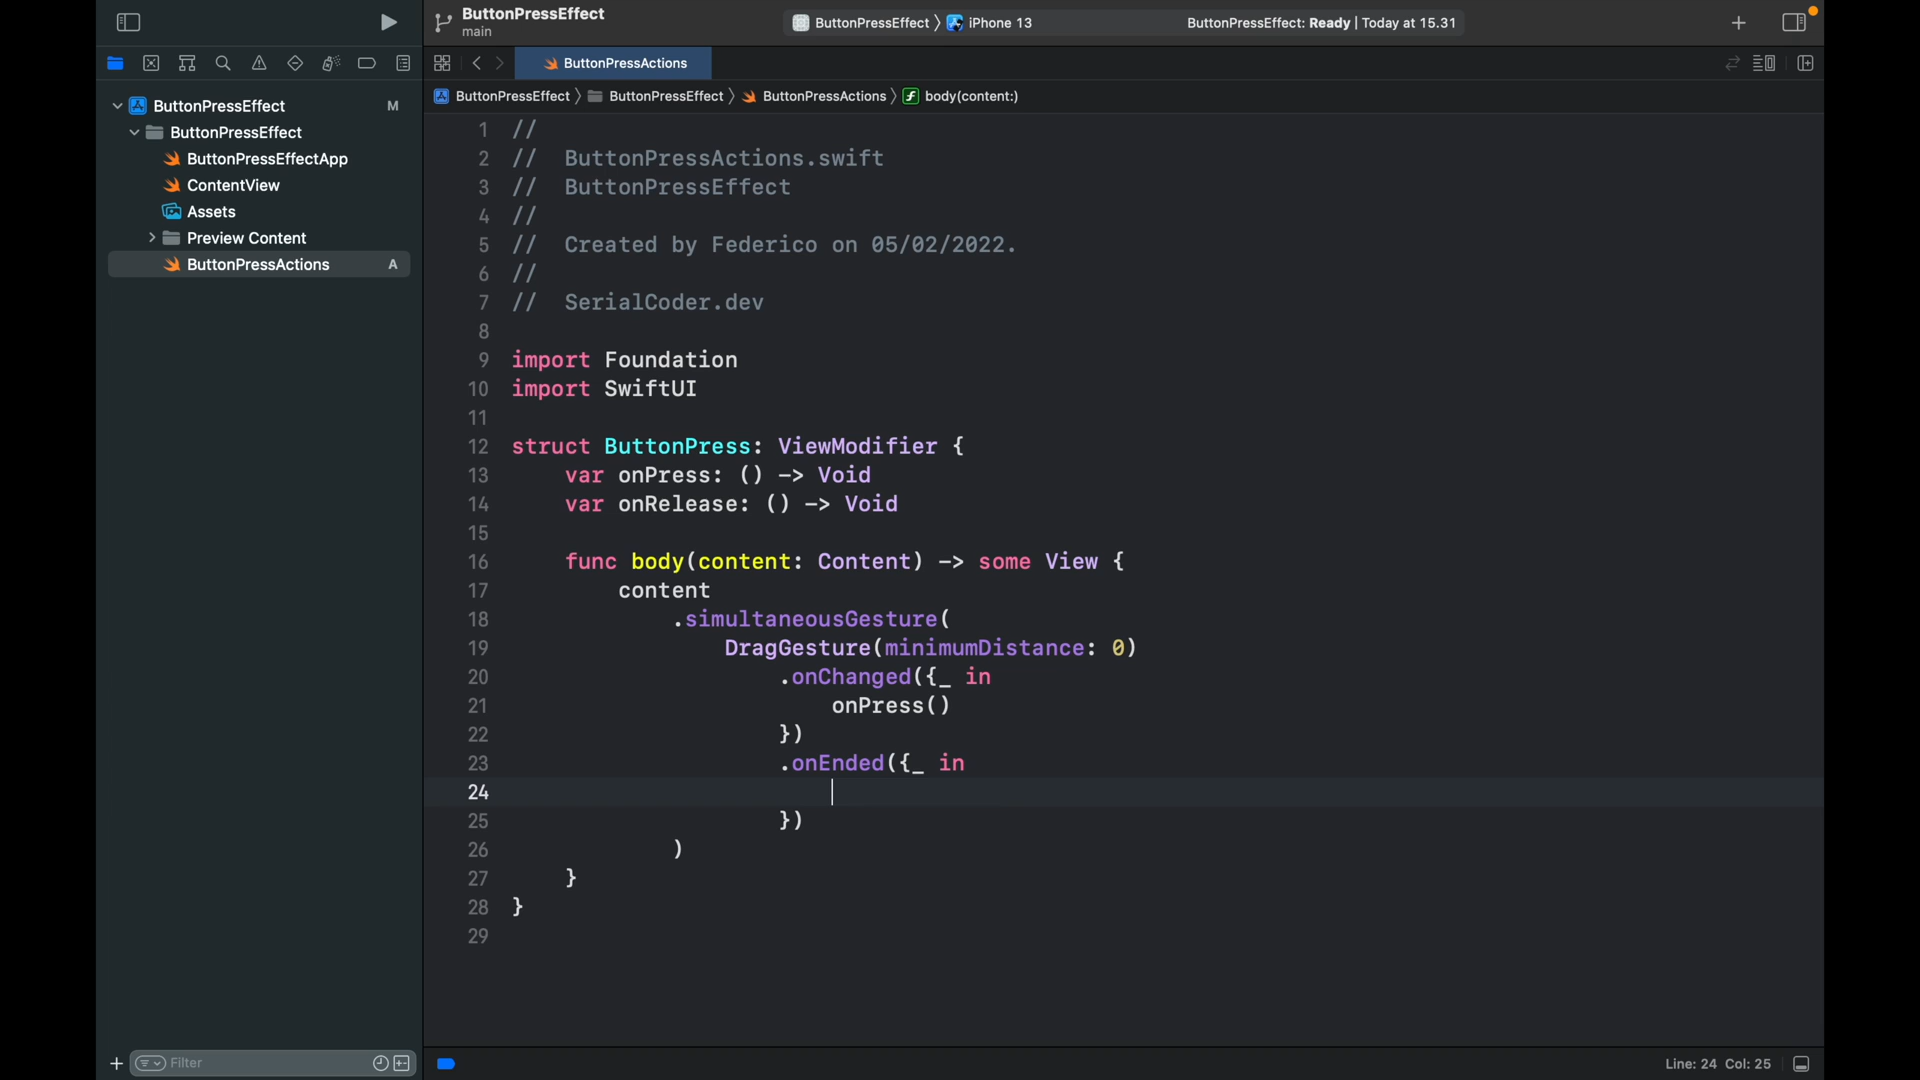 ButtonPressEffect
main
ButtonPressEffect 〉 iPhone 13
ButtonPressEffect: Ready | Today at 15.31
ButtonPressActions
ButtonPressEffect 〉 ButtonPressEffect 〉 ButtonPressActions 〉 body(content:)
ButtonPressEffect M
ButtonPressEffect
ButtonPressEffectApp
ContentView
Assets
Preview Content
ButtonPressActions A
Filter
1 //
2 //  ButtonPressActions.swift
3 //  ButtonPressEffect
4 //
5 //  Created by Federico on 05/02/2022.
6 //
7 //  SerialCoder.dev
8
9 import Foundation
10 import SwiftUI
11
12 struct ButtonPress: ViewModifier {
13     var onPress: () -> Void
14     var onRelease: () -> Void
15
16     func body(content: Content) -> some View {
17         content
18             .simultaneousGesture(
19                 DragGesture(minimumDistance: 0)
20                     .onChanged({_ in
21                         onPress()
22                     })
23                     .onEnded({_ in
24
25                     })
26             )
27     }
28 }
29
Line: 24 Col: 25